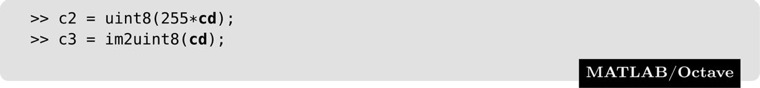 >> c2 = uint8(255*cd);
>> c3 = im2uint8(cd);
MATLAB/Octave